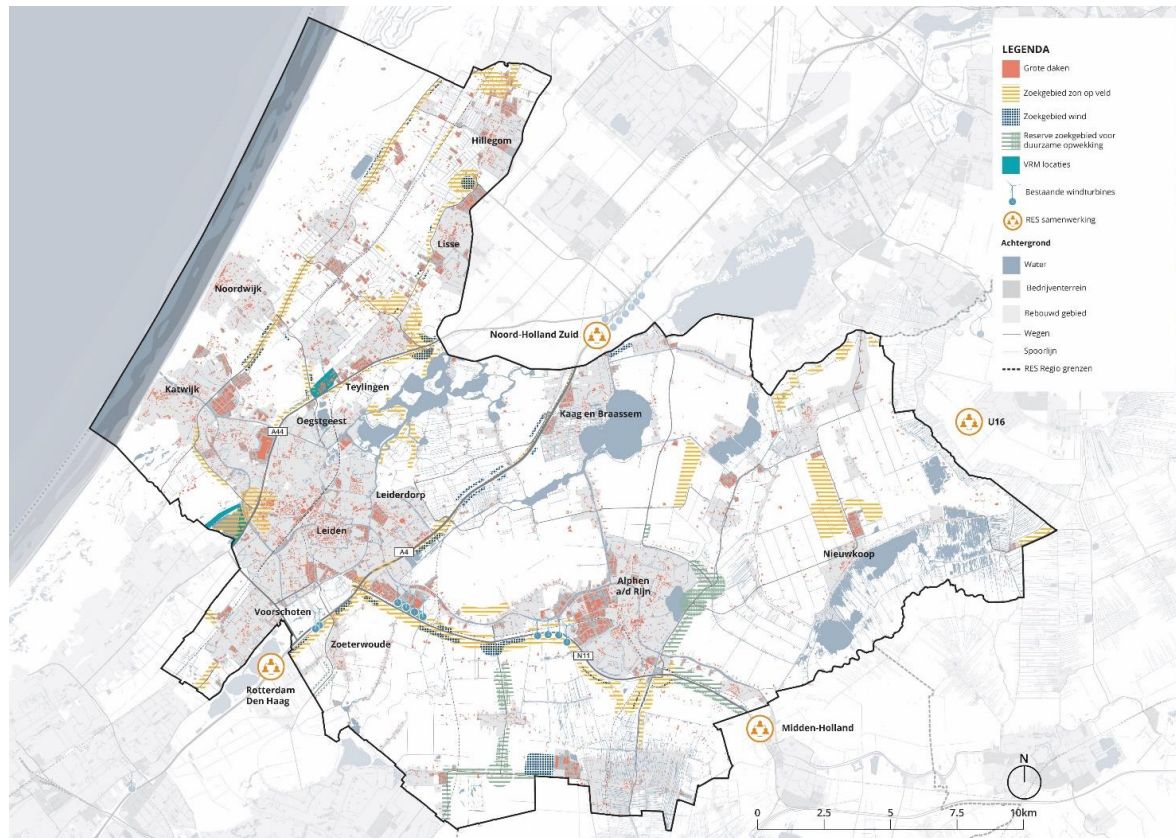 LEGENDA
Grote daken
Zoekgebied zon op veld
Zoekgebied wind
Reserve zoekgebied voor
duurzame opwekking
VRM locaties
Bestaande windturbines
RES samenwerking
Achtergrond
Water
Bedrijventerrein
Rebouwd gebied
Wegen
Spoorlijn
RES Regio grenzen
Hillegom
Lisse
Noordwijk
Noord-Holland Zuid
Katwijk
Teylingen
Kaag en Braassem
Oegstgeest
U16
A44
Leiderdorp
Leiden
A4
Nieuwkoop
Alphen
a/d Rijn
Voorschoten
Zoeterwoude
N11
Rotterdam
Den Haag
Midden-Holland
N
0 2.5 5 7.5 10km